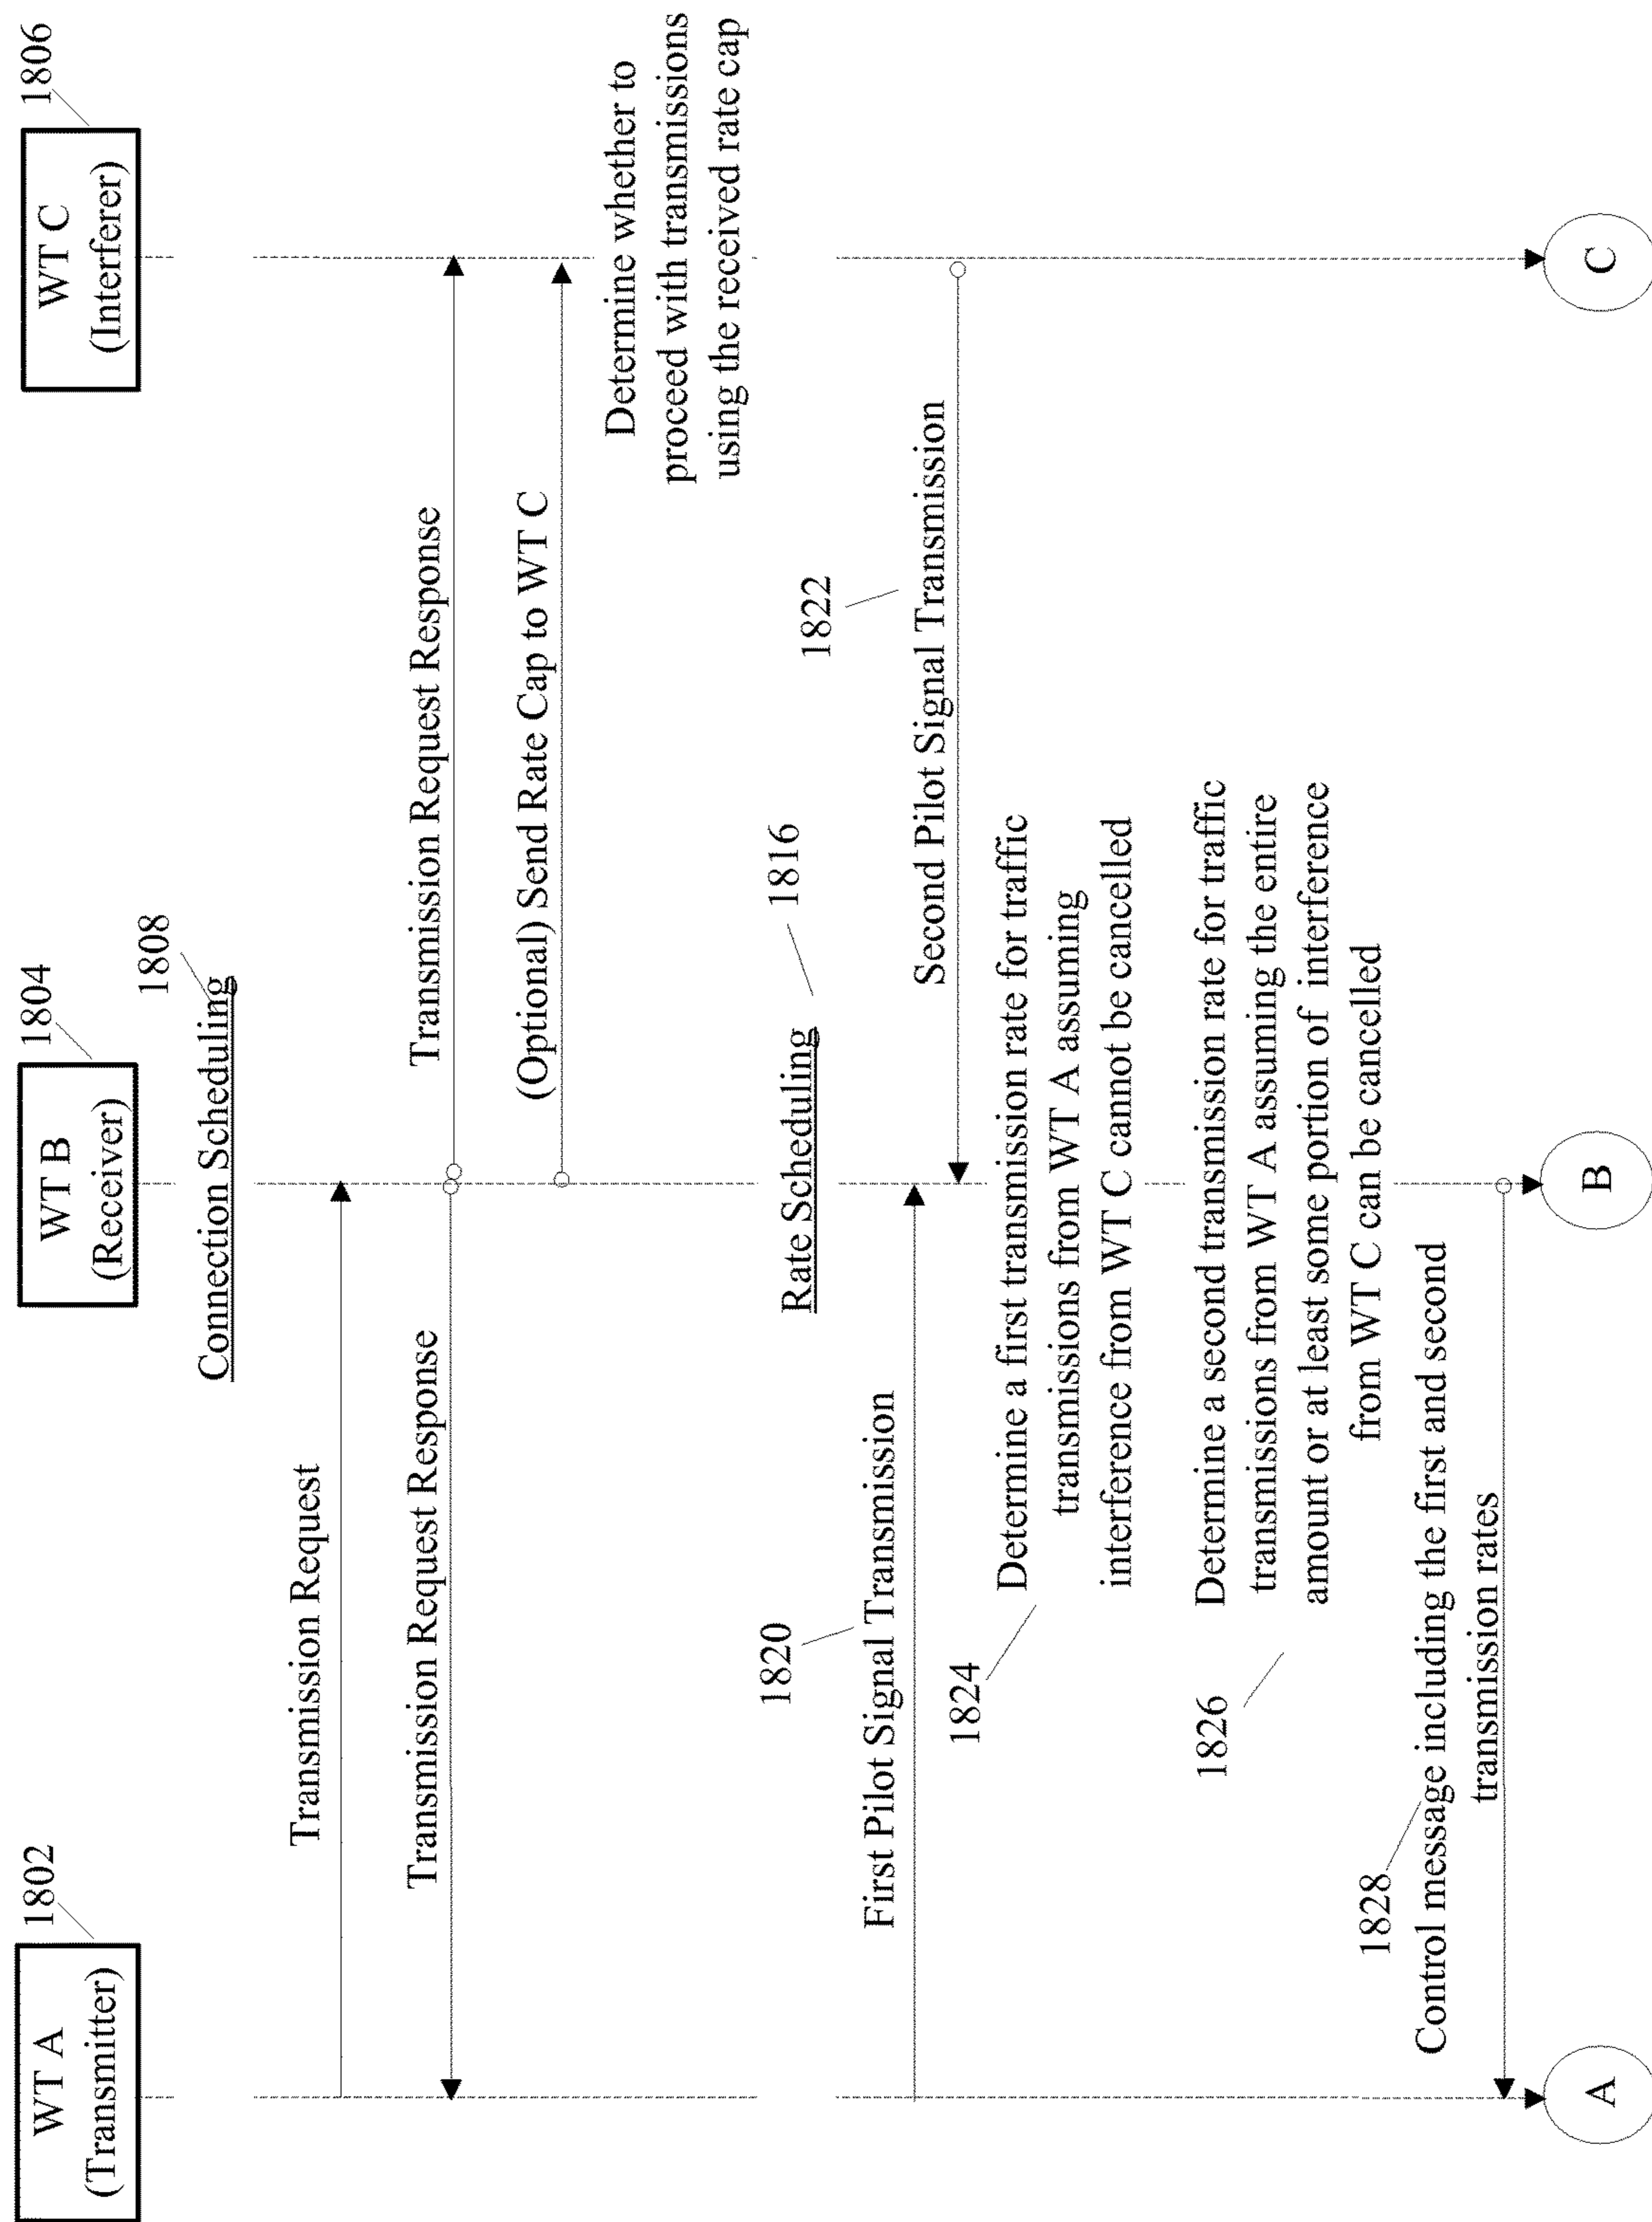 WT A
(Transmitter)
1802
WT B
(Receiver)
1804
WT C
(Interferer)
1806
Connection Scheduling
1808
Transmission Request
Transmission Request Response
Transmission Request Response
(Optional) Send Rate Cap to WT C
Determine whether to
proceed with transmissions
using the received rate cap
Rate Scheduling
1816
1820
First Pilot Signal Transmission
1822
Second Pilot Signal Transmission
1824
Determine a first transmission rate for traffic
transmissions from WT A assuming
interference from WT C cannot be cancelled
1826
Determine a second transmission rate for traffic
transmissions from WT A assuming the entire
amount or at least some portion of interference
from WT C can be cancelled
1828
Control message including the first and second
transmission rates
A
B
C